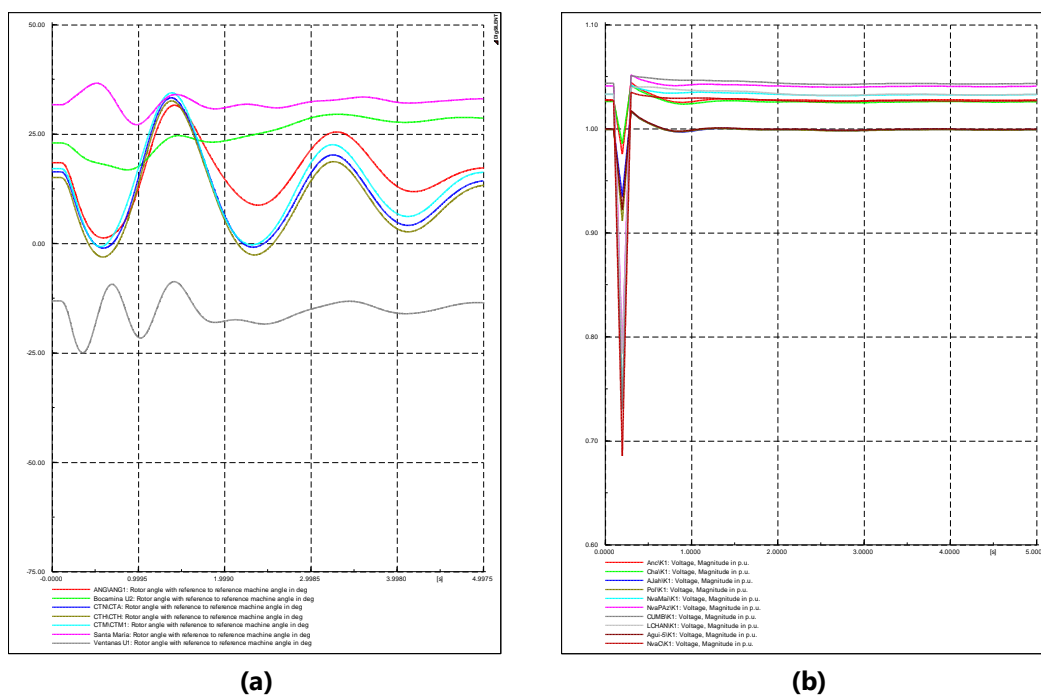 50.00
25.00
0.00
-25.00
-50.00
-75.00
-0.0000 0.9995 1.9990 2.9985 3.9980 [s] 4.9975
DIgSILENT
ANG\ANG1: Rotor angle with reference to reference machine angle in deg
Bocamina U2: Rotor angle with reference to reference machine angle in deg
CTN\CTA: Rotor angle with reference to reference machine angle in deg
CTH\CTH: Rotor angle with reference to reference machine angle in deg
CTM\CTM1: Rotor angle with reference to reference machine angle in deg
Santa Maria: Rotor angle with reference to reference machine angle in deg
Ventanas U1: Rotor angle with reference to reference machine angle in deg
(a)
1.10
1.00
0.90
0.80
0.70
0.60
0.0000 1.0000 2.0000 3.0000 4.0000 [s] 5.000
Anc\K1: Voltage, Magnitude in p.u.
Cha\K1: Voltage, Magnitude in p.u.
AJah\K1: Voltage, Magnitude in p.u.
Pol\K1: Voltage, Magnitude in p.u.
NvaMai\K1: Voltage, Magnitude in p.u.
NvaPAz\K1: Voltage, Magnitude in p.u.
CUMB\K1: Voltage, Magnitude in p.u.
LCHAN\K1: Voltage, Magnitude in p.u.
Agui-5\K1: Voltage, Magnitude in p.u.
NvaC\K1: Voltage, Magnitude in p.u.
(b)